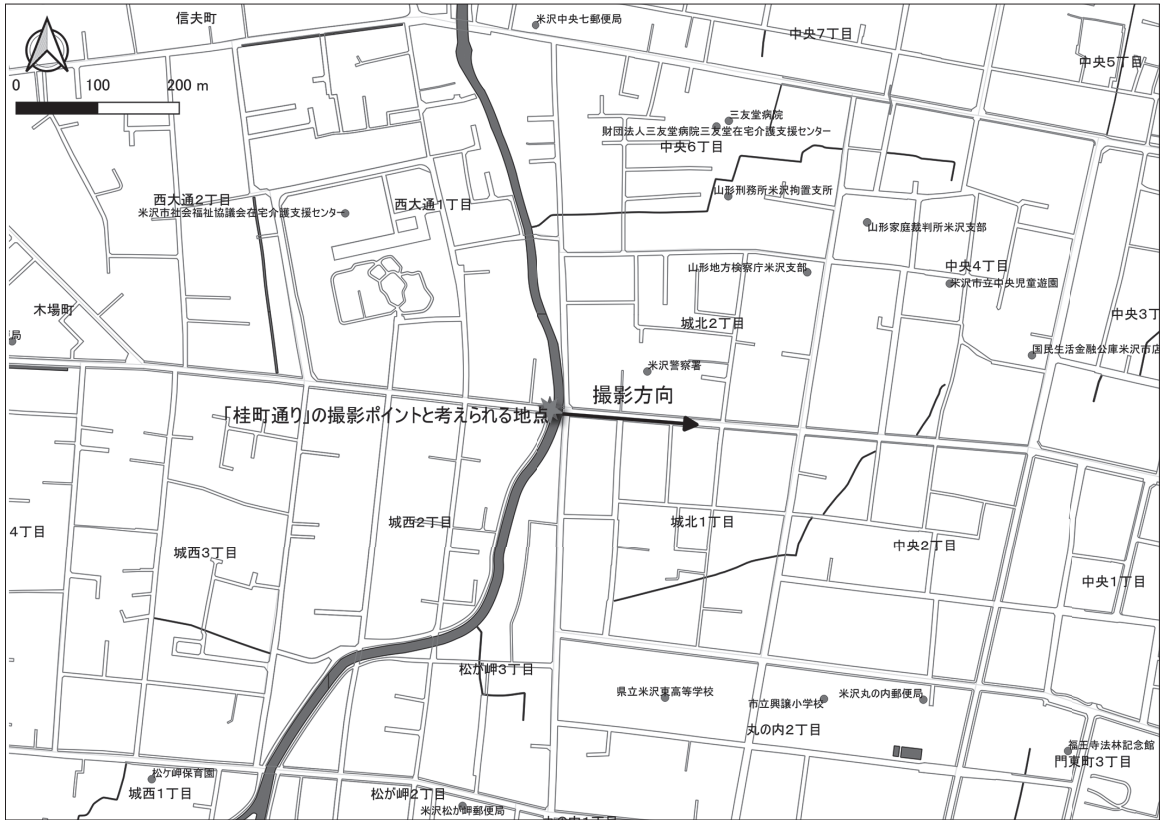 信夫町
米沢中央七郵便局
中央7丁目
中央5丁目
0 100 200 m
三友堂病院
財団法人三友堂病院三友堂在宅介護支援センター
中央6丁目
山形刑務所米沢拘置支所
西大通2丁目
米沢市社会福祉協議会在宅介護支援センター
西大通1丁目
山形家庭裁判所米沢支部
山形地方検察庁米沢支部
中央4丁目
米沢市立中央児童遊園
木場町
中央3丁
城北2丁目
局
国民生活金融公庫米沢市店
米沢警察署
撮影方向
「桂町通り」の撮影ポイントと考えられる地点
城西2丁目
城北1丁目
4丁目
城西3丁目
中央2丁目
中央1丁目
松が岬3丁目
県立米沢東高等学校
市立興譲小学校
米沢丸の内郵便局
丸の内2丁目
福王寺法林記念館
門東町3丁目
松ケ岬保育園
城西1丁目
松が岬2丁目
米沢松が岬郵便局
丸の内1丁目